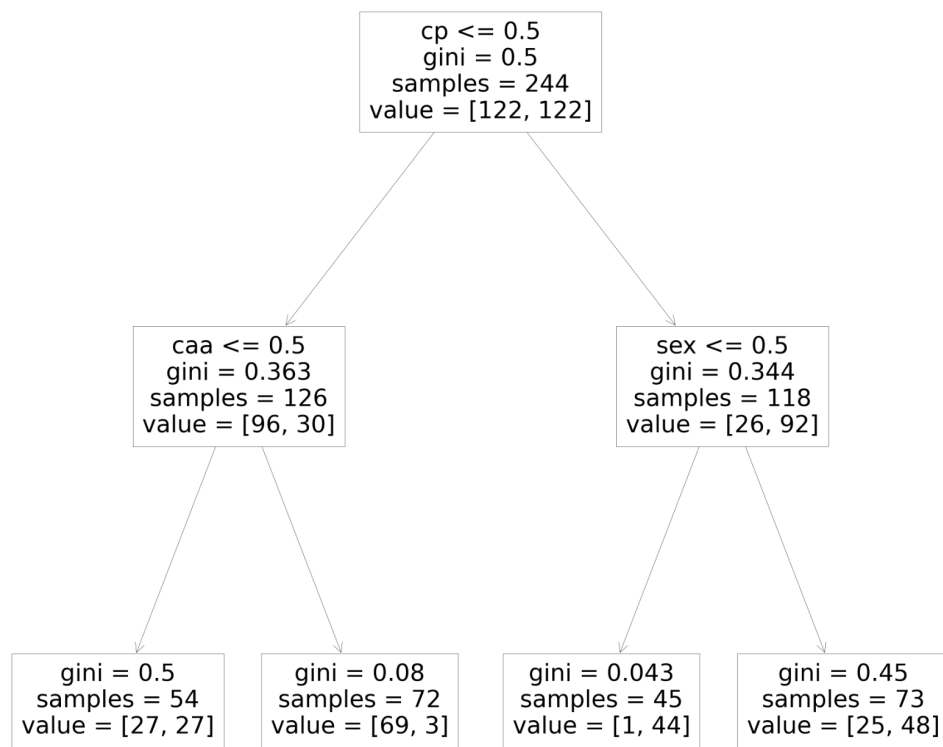 cp <= 0.5
gini = 0.5
samples = 244
value = [122, 122]
caa <= 0.5
gini = 0.363
samples = 126
value = [96, 30]
sex <= 0.5
gini = 0.344
samples = 118
value = [26, 92]
gini = 0.5
samples = 54
value = [27, 27]
gini = 0.08
samples = 72
value = [69, 3]
gini = 0.043
samples = 45
value = [1, 44]
gini = 0.45
samples = 73
value = [25, 48]